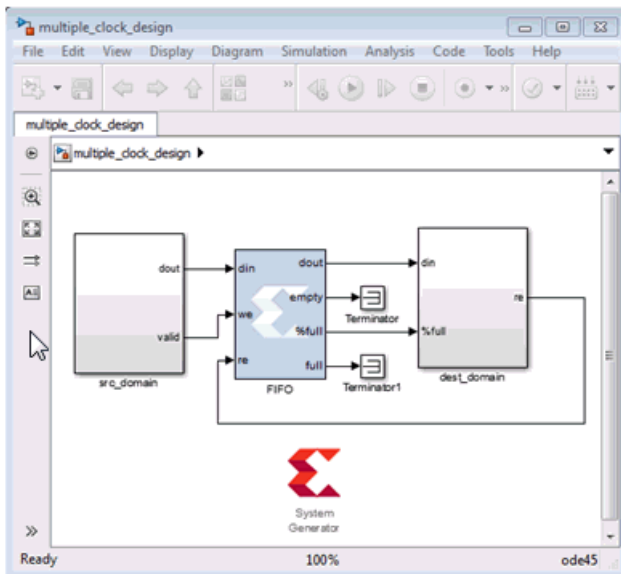 multiple_clock_design
File Edit View Display Diagram Simulation Analysis Code Tools Help
multiple_clock_design
multiple_clock_design
dout
valid
src_domain
din
we
re
dout
empty
%full
full
FIFO
Terminator
Terminator1
din
%full
re
dest_domain
System
Generator
Ready 100% ode45